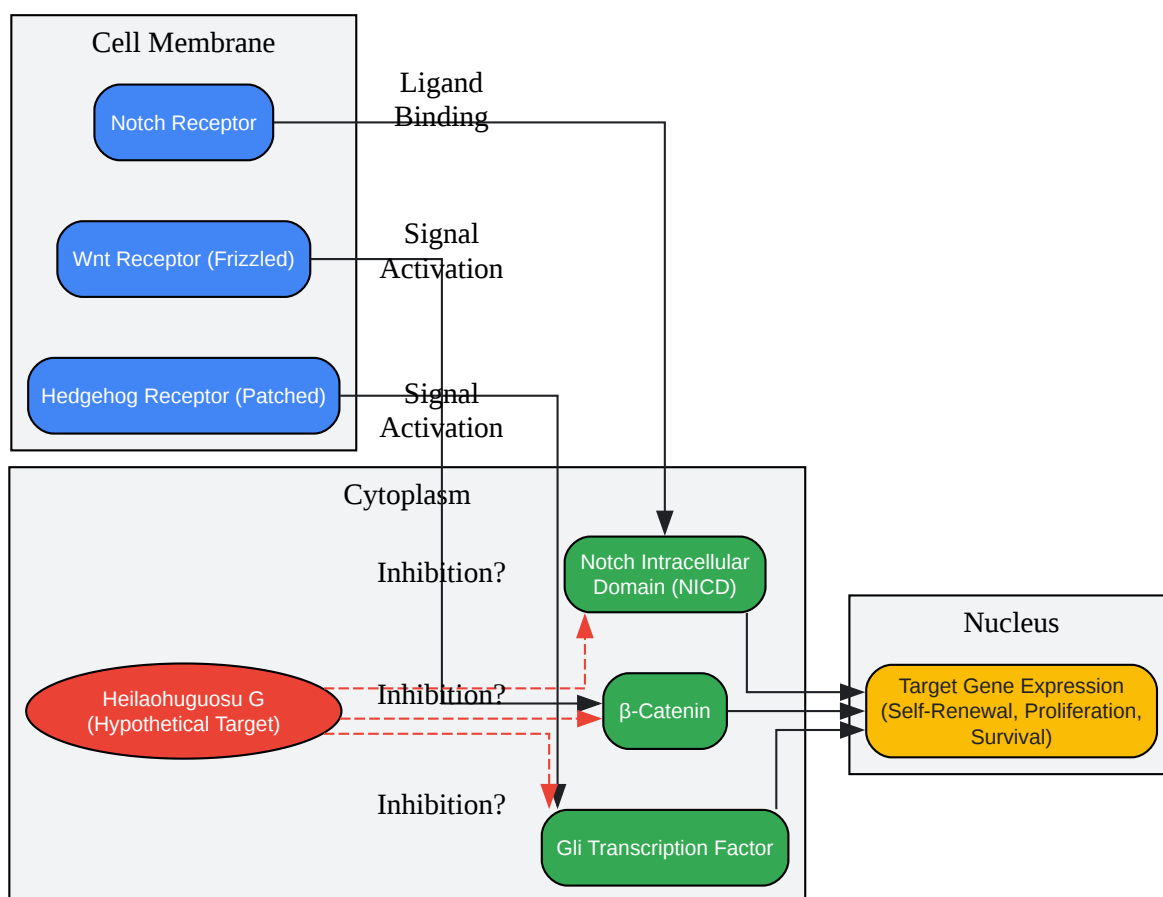 Cell Membrane
Notch Receptor
Ligand
Binding
Wnt Receptor (Frizzled)
Signal
Activation
Hedgehog Receptor (Patched)
Signal
Activation
Cytoplasm
Inhibition?
Notch Intracellular
Domain (NICD)
Heilaohuguosu G
(Hypothetical Target)
Inhibition?
β-Catenin
Inhibition?
Gli Transcription Factor
Nucleus
Target Gene Expression
(Self-Renewal, Proliferation,
Survival)